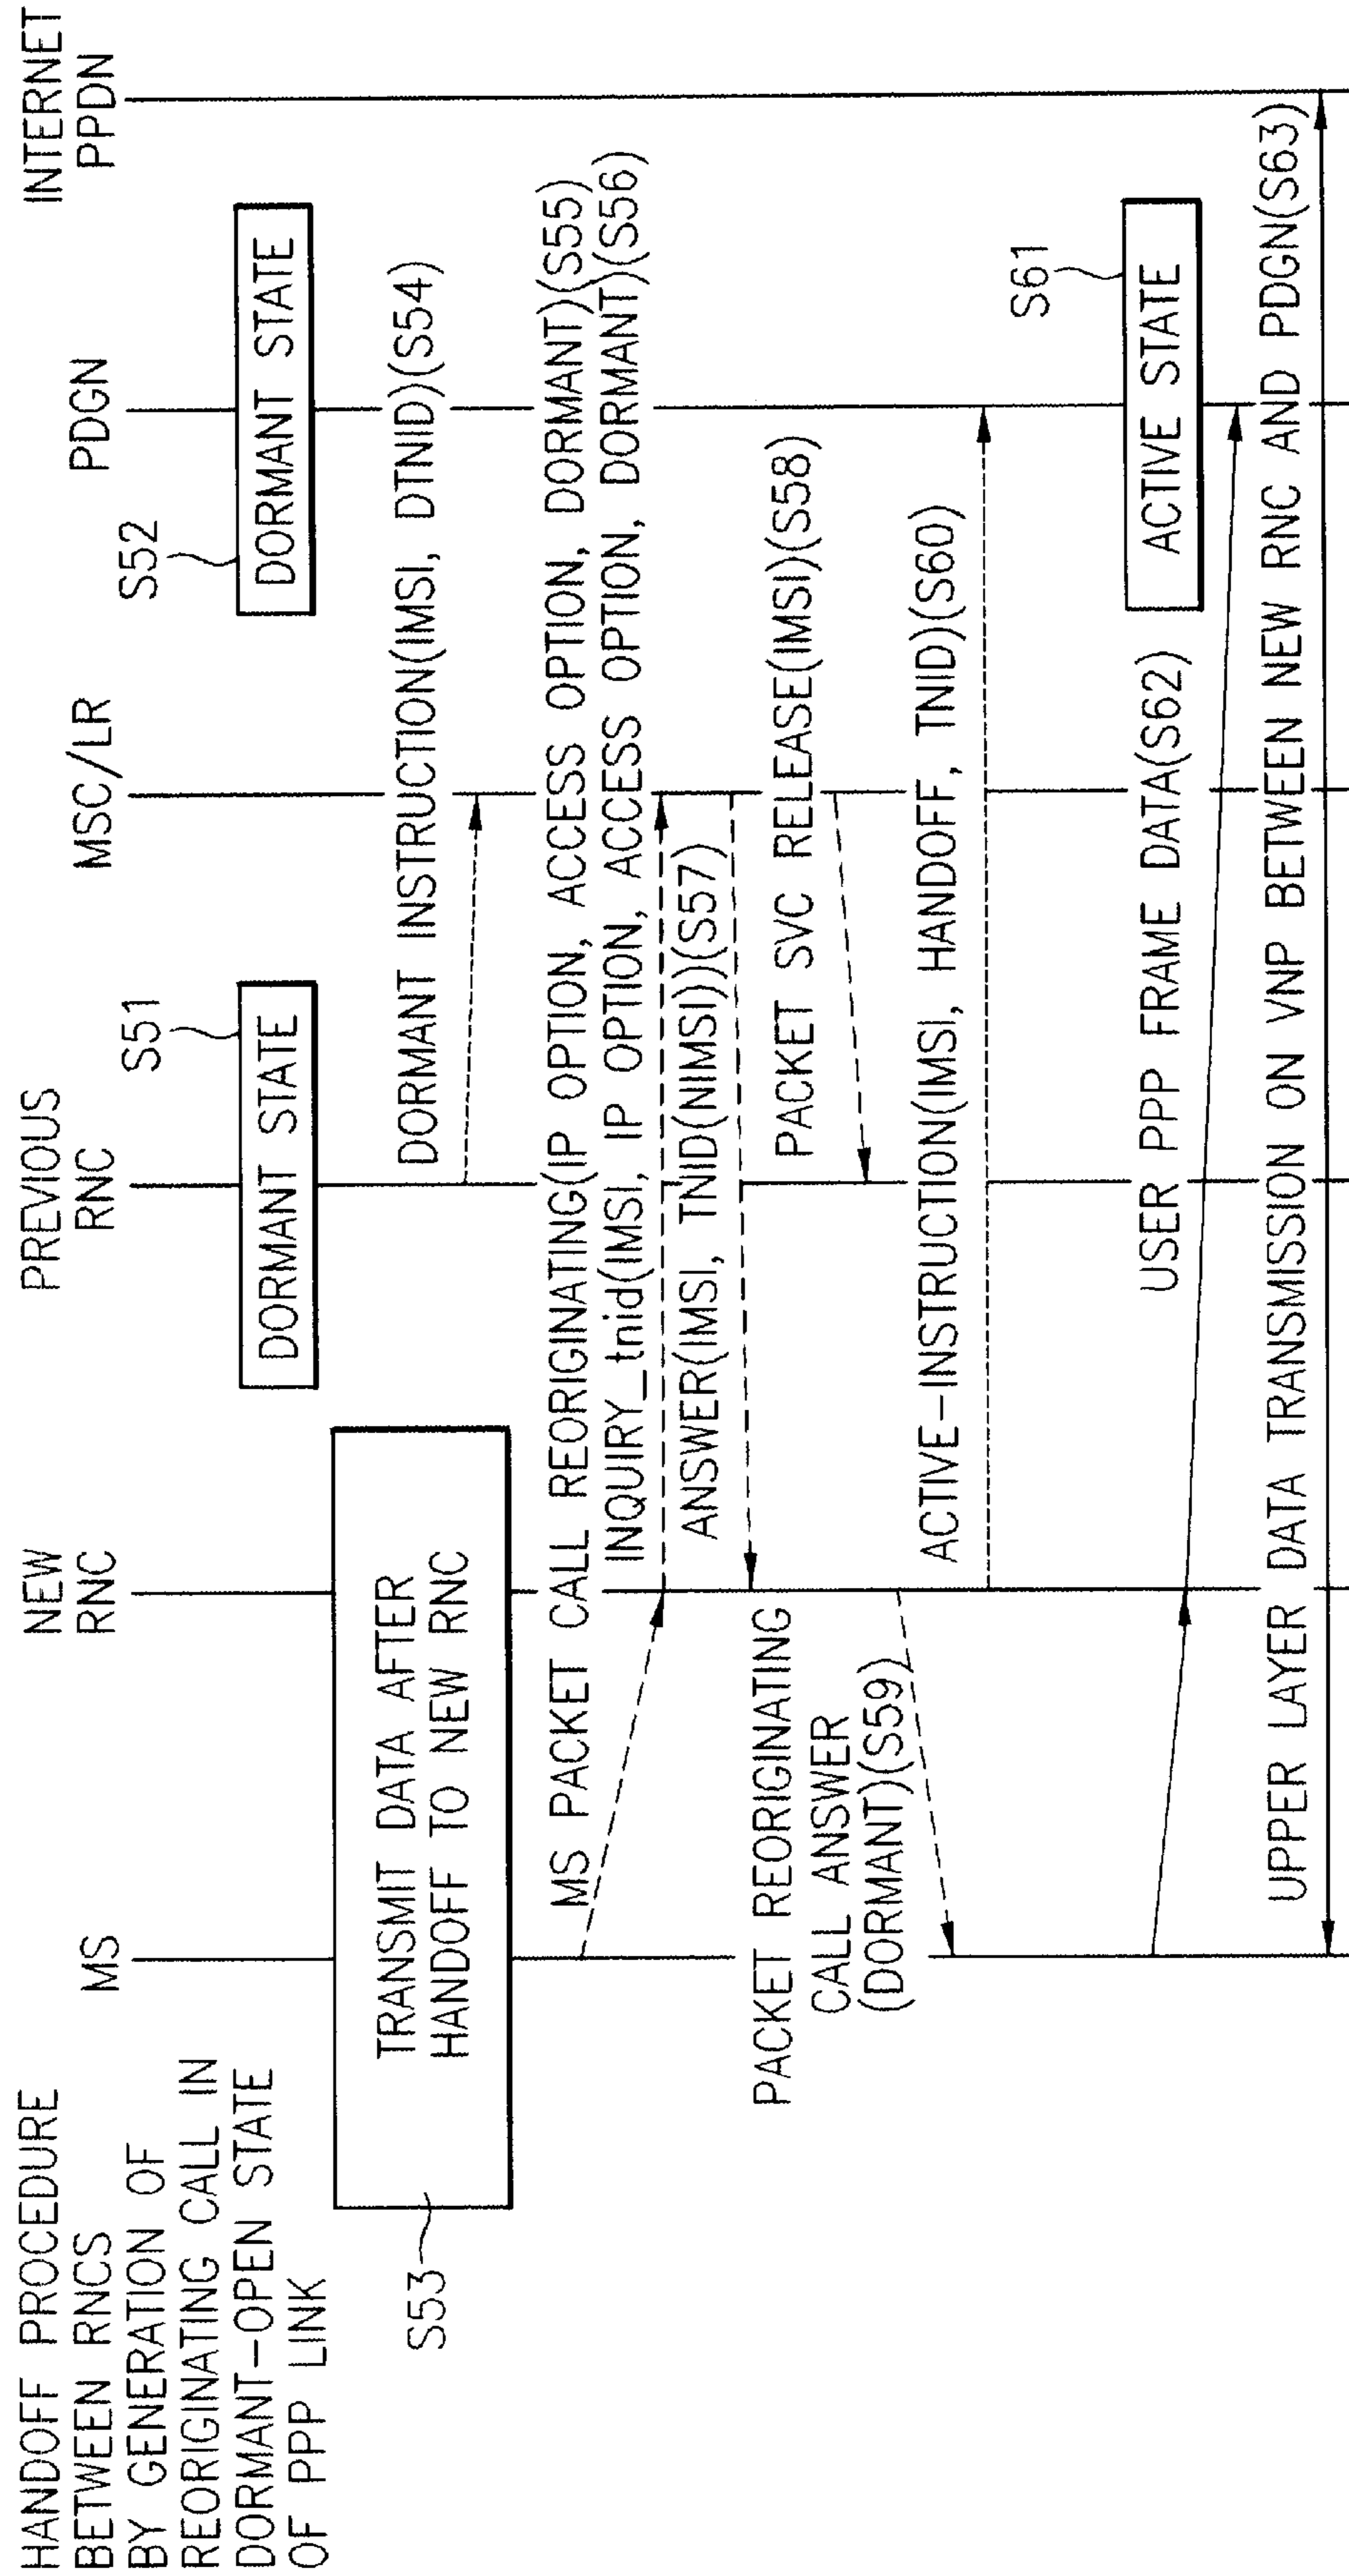 HANDOFF PROCEDURE
BETWEEN RNCS
BY GENERATION OF
REORIGINATING CALL IN
DORMANT-OPEN STATE
OF PPP LINK
MS
NEW
RNC
PREVIOUS
RNC
MSC/LR
PDGN
INTERNET
PPDN
S51
DORMANT STATE
S52
DORMANT STATE
S53
TRANSMIT DATA AFTER
HANDOFF TO NEW RNC
DORMANT INSTRUCTION(IMSI, DTNID)(S54)
MS PACKET CALL REORIGINATING(IP OPTION, ACCESS OPTION, DORMANT)(S55)
INQUIRY_tnid(IMSI, IP OPTION, ACCESS OPTION, DORMANT)(S56)
ANSWER(IMSI, TNID(NIMSI))(S57)
PACKET SVC RELEASE(IMSI)(S58)
PACKET REORIGINATING
CALL ANSWER
(DORMANT)(S59)
ACTIVE-INSTRUCTION(IMSI, HANDOFF, TNID)(S60)
S61
ACTIVE STATE
USER PPP FRAME DATA(S62)
UPPER LAYER DATA TRANSMISSION ON VNP BETWEEN NEW RNC AND PDGN(S63)